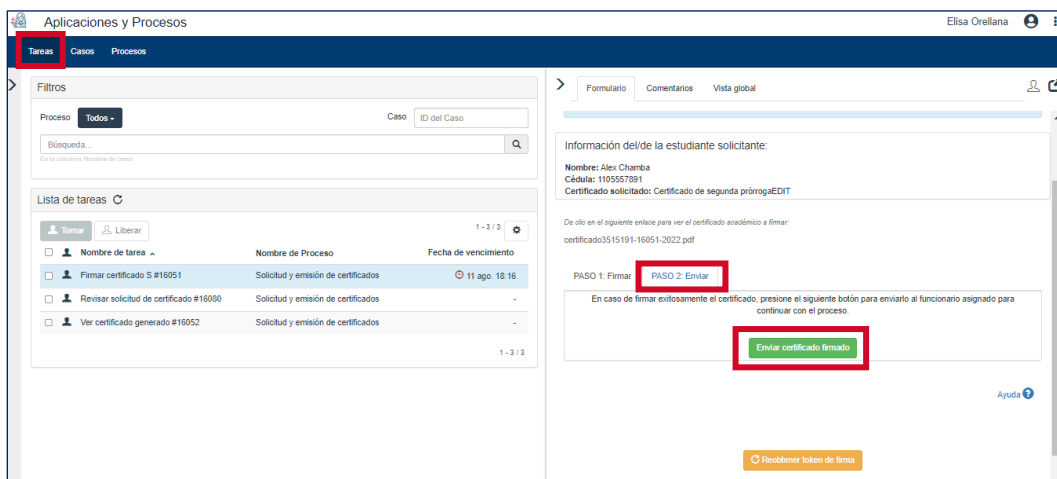 Aplicaciones y Procesos
Elisa Orellana
Tareas Casos Procesos
Filtros
Proceso Todos
Caso ID del Caso
Búsqueda...
En la columna Nombre de tarea
Lista de tareas
Tomar Liberar
1 - 3 / 3
Nombre de tarea Nombre de Proceso Fecha de vencimiento
Firmar certificado S #16051 Solicitud y emisión de certificados 11 ago. 18:16
Revisar solicitud de certificado #16080 Solicitud y emisión de certificados -
Ver certificado generado #16052 Solicitud y emisión de certificados -
1 - 3 / 3
Formulario Comentarios Vista global
Información del/de la estudiante solicitante:
Nombre: Alex Chamba
Cédula: 1105557891
Certificado solicitado: Certificado de segunda prórrogaEDIT
De clic en el siguiente enlace para ver el certificado académico a firmar:
certificado3515191-16051-2022.pdf
PASO 1: Firmar PASO 2: Enviar
En caso de firmar exitosamente el certificado, presione el siguiente botón para enviarlo al funcionario asignado para
continuar con el proceso.
Enviar certificado firmado
Ayuda
Reobtener token de firma